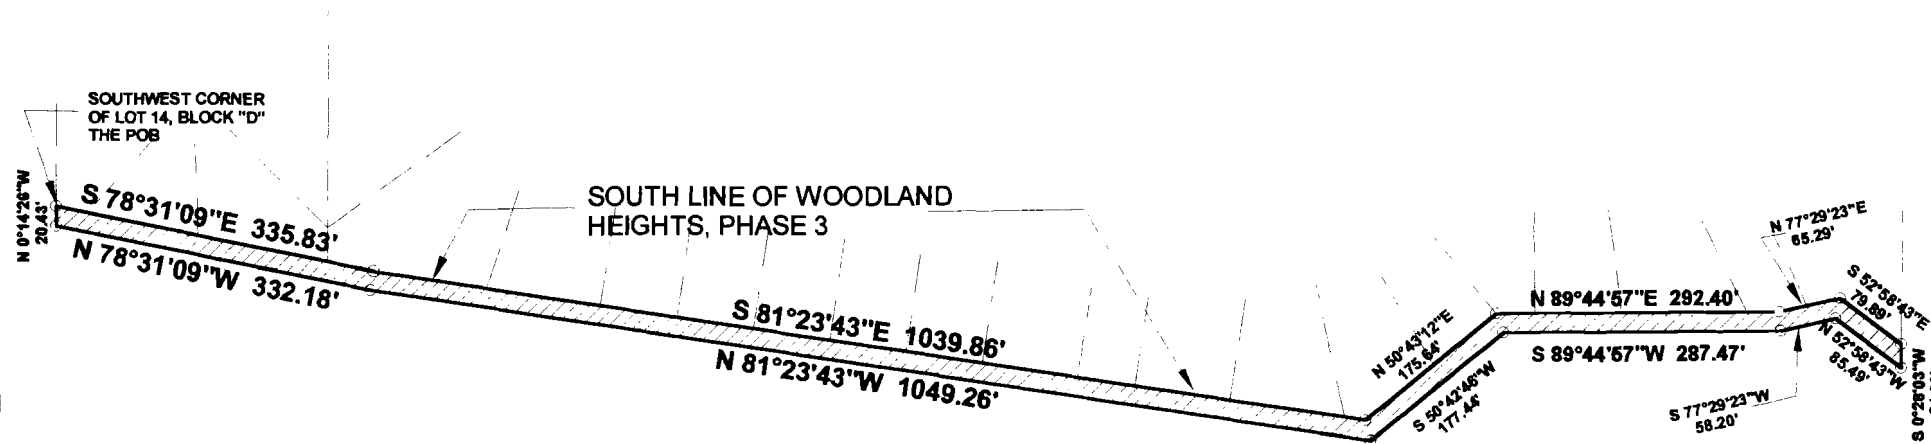 SOUTHWEST CORNER
OF LOT 14, BLOCK "D"
THE POB
N 0°14'26"W
20.43'
S 78°31'09"E 335.83'
N 78°31'09"W 332.18'
SOUTH LINE OF WOODLAND
HEIGHTS, PHASE 3
S 81°23'43"E 1039.86'
N 81°23'43"W 1049.26'
N 50°43'12"E
175.64'
S 50°42'46"W
177.44'
N 89°44'57"E 292.40'
S 89°44'57"W 287.47'
N 77°29'23"E
65.29'
S 77°29'23"W
58.20'
S 52°58'43"E
79.89'
N 52°58'43"W
85.49'
S 0°28'03"W